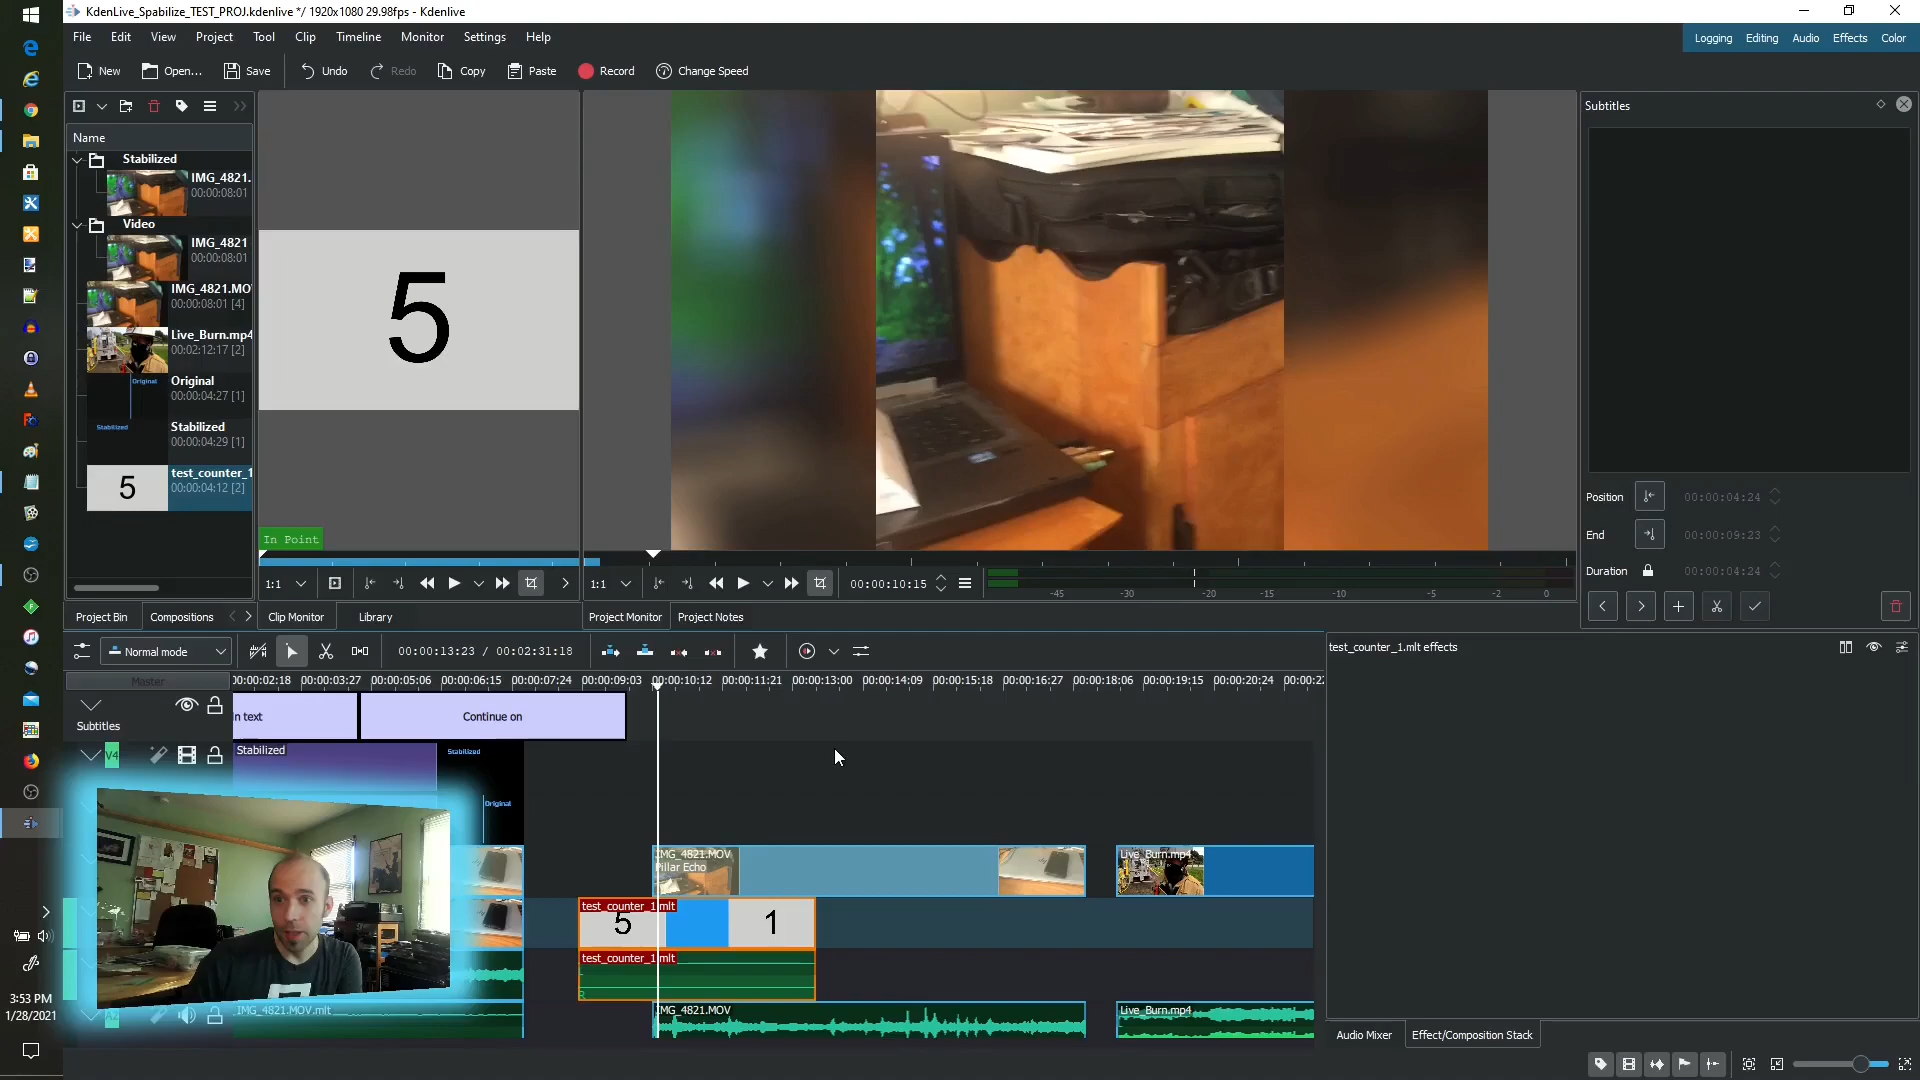 KdenLive_Spabilize_TEST_PROJ.kdenlive */ 1920x1080 29.98fps - Kdenlive
File Edit View Project Tool Clip Timeline Monitor Settings Help
Logging Editing Audio Effects Color
New Open... Save Undo Redo Copy Paste Record Change Speed
Name
Stabilized
IMG_4821.
00:00:08:01
Video
IMG_4821
00:00:08:01
IMG_4821.MO
00:00:08:01 [4]
Live_Burn.mp4
00:02:12:17 [2]
Original
Original
00:00:04:27 [1]
Stabilized
Stabilized
00:00:04:29 [1]
5
test_counter_1
00:00:04:12 [2]
Project Bin Compositions
5
In Point
1:1
Clip Monitor Library
1:1
00:00:10:15
-45 -30 -20 -15 -10 -5 -2 0
Project Monitor Project Notes
Subtitles
Position 00:00:04:24
End 00:00:09:23
Duration 00:00:04:24
Normal mode
00:00:13:23 / 00:02:31:18
Master
00:00:02:18 00:00:03:27 00:00:05:06 00:00:06:15 00:00:07:24 00:00:09:03 00:00:10:12 00:00:11:21 00:00:13:00 00:00:14:09 00:00:15:18 00:00:16:27 00:00:18:06 00:00:19:15 00:00:20:24 00:00:22
Subtitles
n text
Continue on
V4
Stabilized
Stabilized
Original
IMG_4821.MOV
Pillar Echo
Live_Burn.mp4
test_counter_1.mlt
5 1
test_counter_1.mlt
L
R
A2
IMG_4821.MOV.mlt
IMG_4821.MOV
Live_Burn.mp4
test_counter_1.mlt effects
Audio Mixer Effect/Composition Stack
3:53 PM
1/28/2021